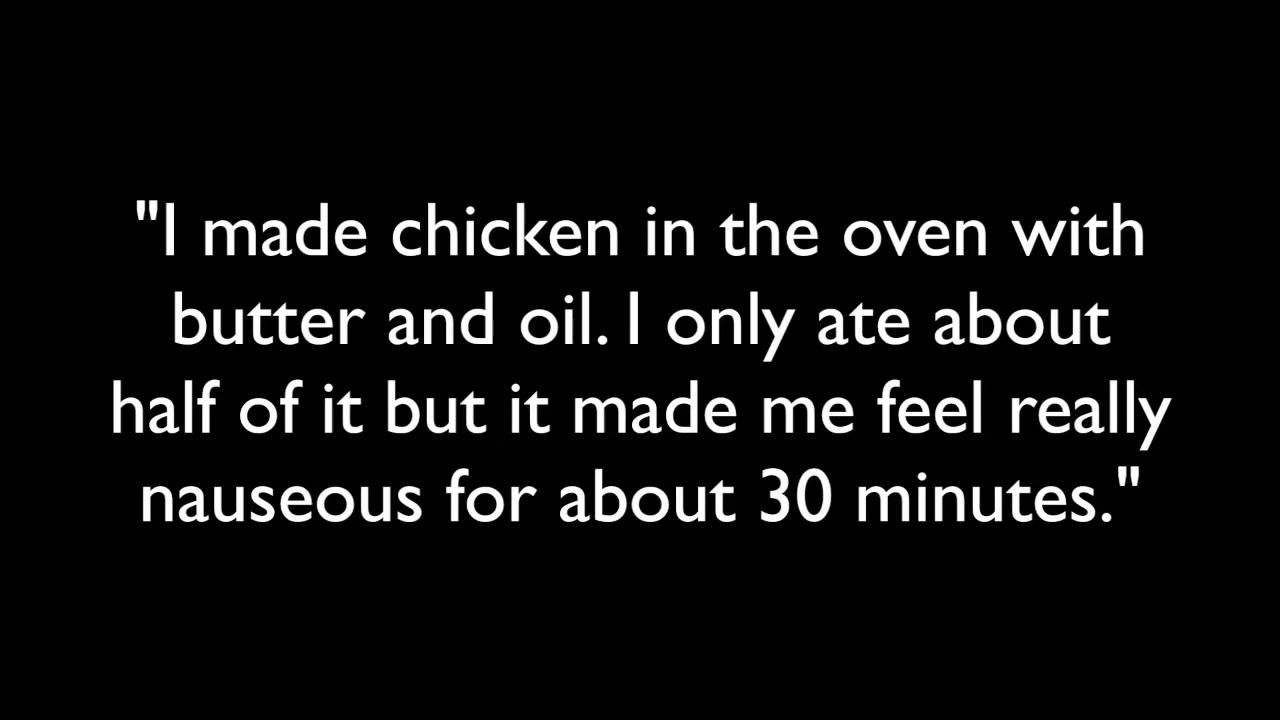 "I made chicken in the oven with
butter and oil. I only ate about
half of it but it made me feel really
nauseous for about 30 minutes."